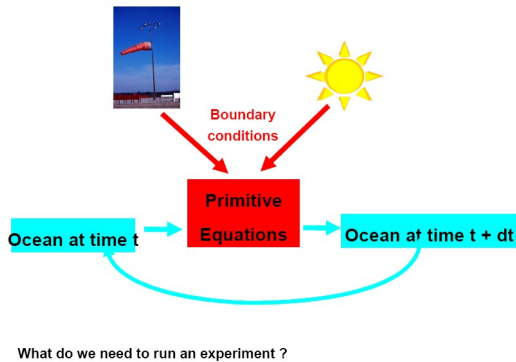 Boundary
conditions
Primitive
Equations
Ocean at time t
Ocean at time t + dt
What do we need to run an experiment ?